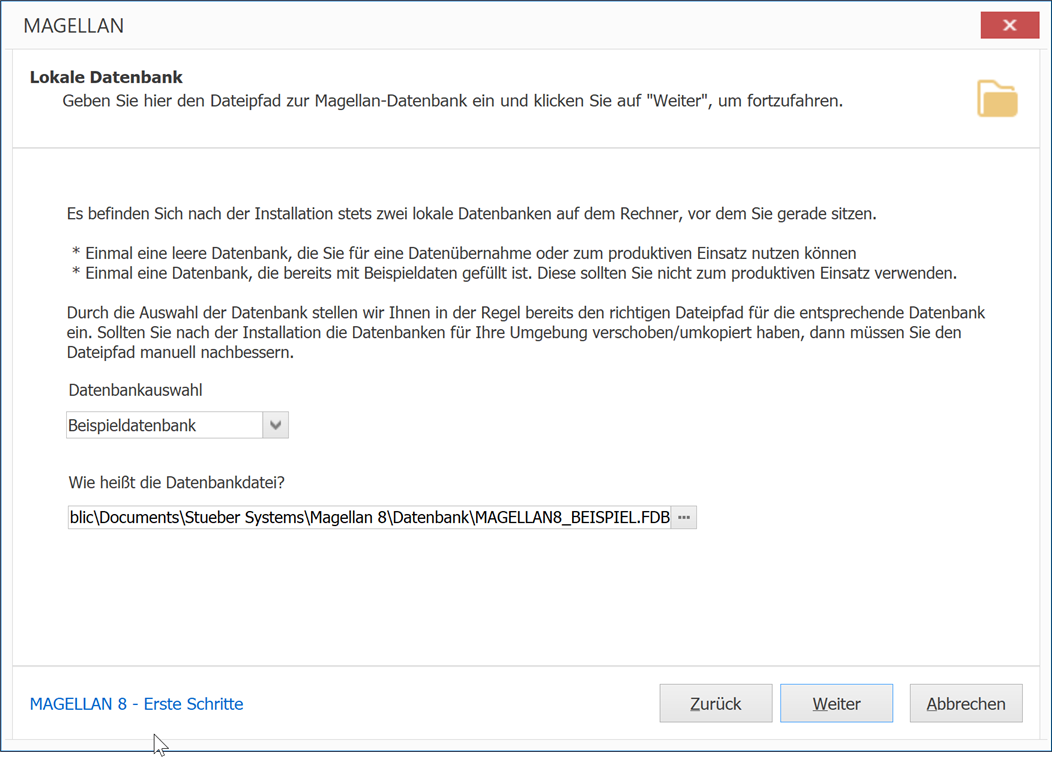 MAGELLAN
Lokale Datenbank
Geben Sie hier den Dateipfad zur Magellan-Datenbank ein und klicken Sie auf "Weiter", um fortzufahren.
Es befinden Sich nach der Installation stets zwei lokale Datenbanken auf dem Rechner, vor dem Sie gerade sitzen.
* Einmal eine leere Datenbank, die Sie für eine Datenübernahme oder zum produktiven Einsatz nutzen können
* Einmal eine Datenbank, die bereits mit Beispieldaten gefüllt ist. Diese sollten Sie nicht zum produktiven Einsatz verwenden.
Durch die Auswahl der Datenbank stellen wir Ihnen in der Regel bereits den richtigen Dateipfad für die entsprechende Datenbank
ein. Sollten Sie nach der Installation die Datenbanken für Ihre Umgebung verschoben/umkopiert haben, dann müssen Sie den
Dateipfad manuell nachbessern.
Datenbankauswahl
Beispieldatenbank
Wie heißt die Datenbankdatei?
blic\Documents\Stueber Systems\Magellan 8\Datenbank\MAGELLAN8_BEISPIEL.FDB ...
MAGELLAN 8 - Erste Schritte
Zurück
Weiter
Abbrechen